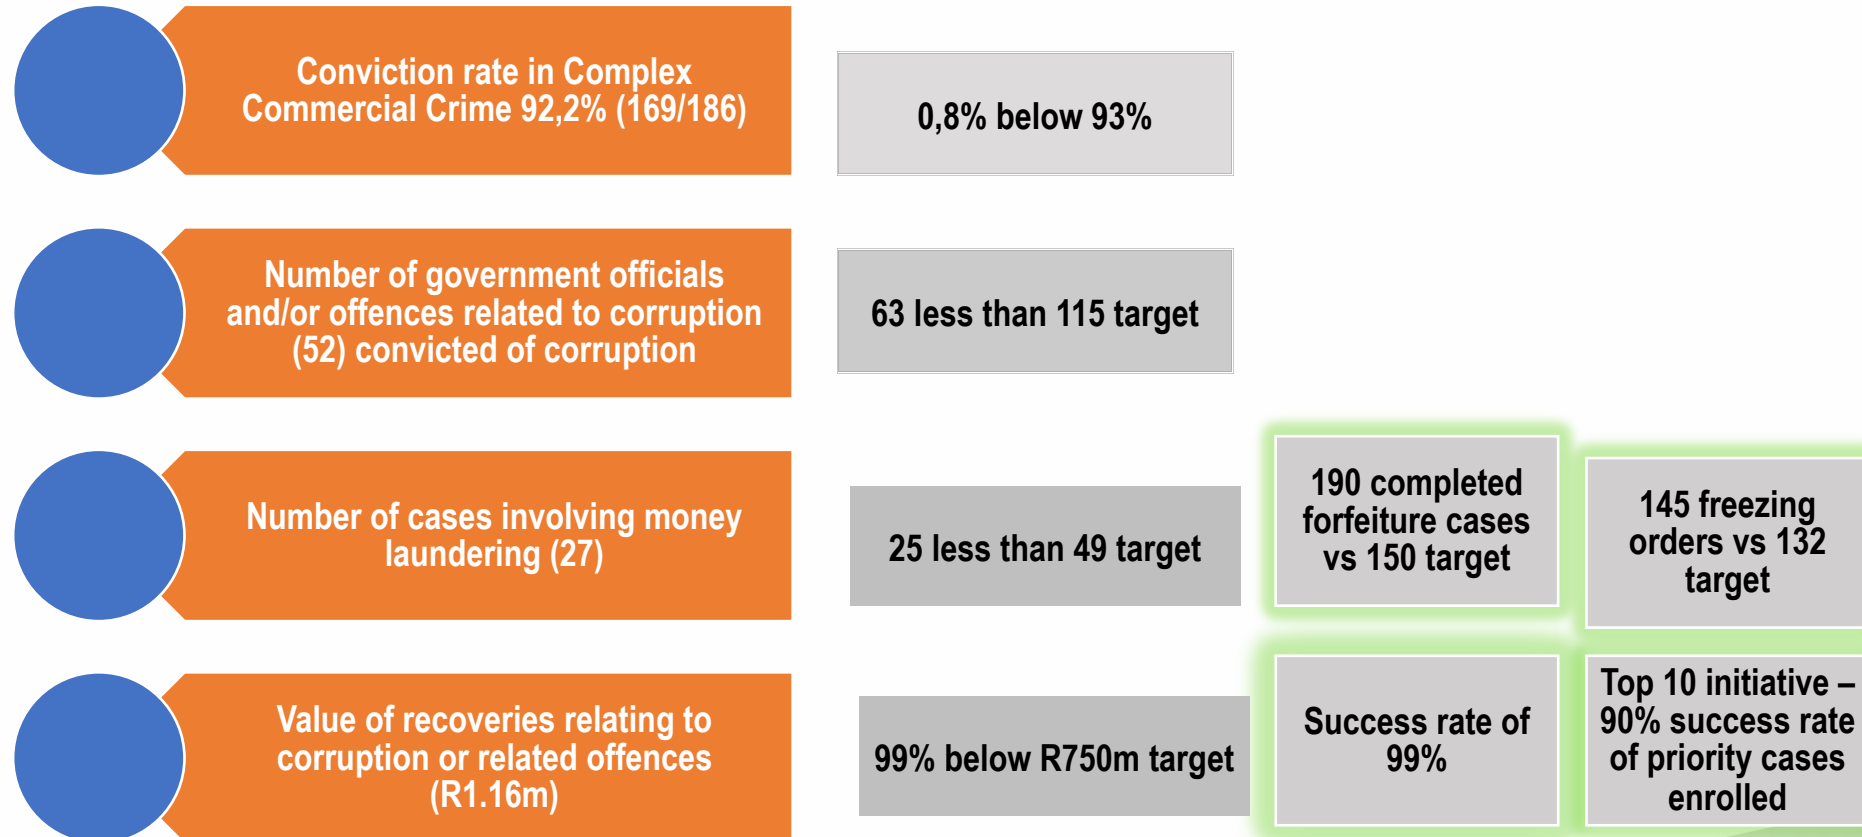 Conviction rate in Complex
Commercial Crime 92,2% (169/186)
0,8% below 93%
Number of government officials
and/or offences related to corruption
(52) convicted of corruption
63 less than 115 target
Number of cases involving money
laundering (27)
25 less than 49 target
190 completed
forfeiture cases
vs 150 target
145 freezing
orders vs 132
target
Value of recoveries relating to
corruption or related offences
(R1.16m)
99% below R750m target
Success rate of
99%
Top 10 initiative –
90% success rate
of priority cases
enrolled